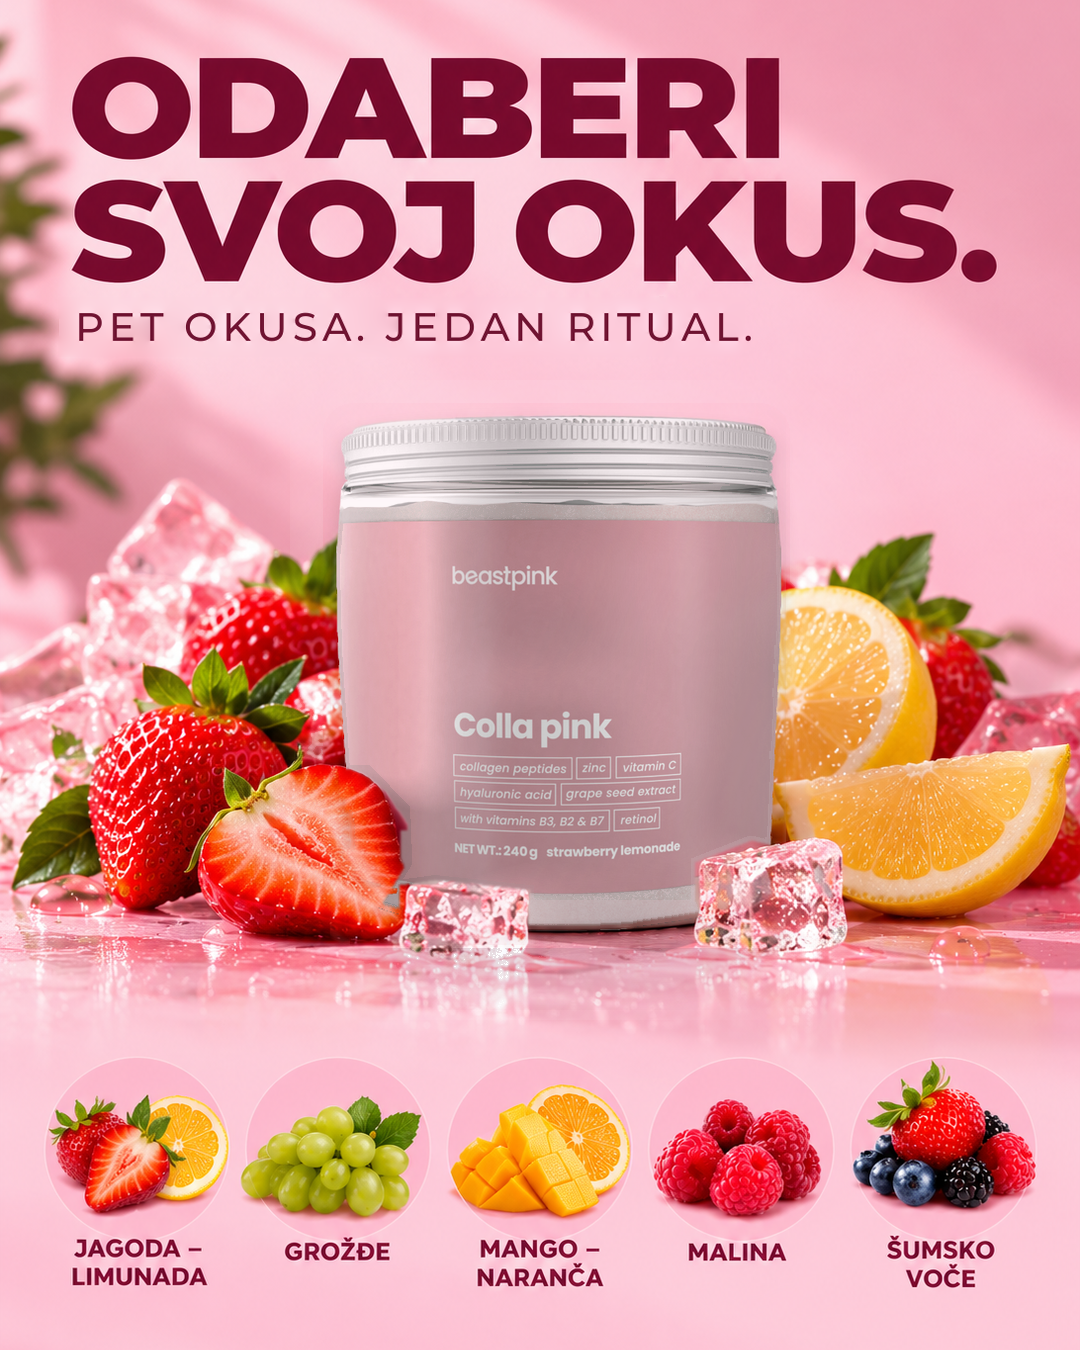 ODABERI
SVOJ OKUS.
PET OKUSA. JEDAN RITUAL.
beastpink
Colla pink
collagen peptides zinc vitamin C
hyaluronic acid grape seed extract
with vitamins B3, B2 & B7 retinol
NET WT.: 240 g strawberry lemonade
JAGODA –
LIMUNADA
GROŽĐE
MANGO –
NARANČA
MALINA
ŠUMSKO
VOČE